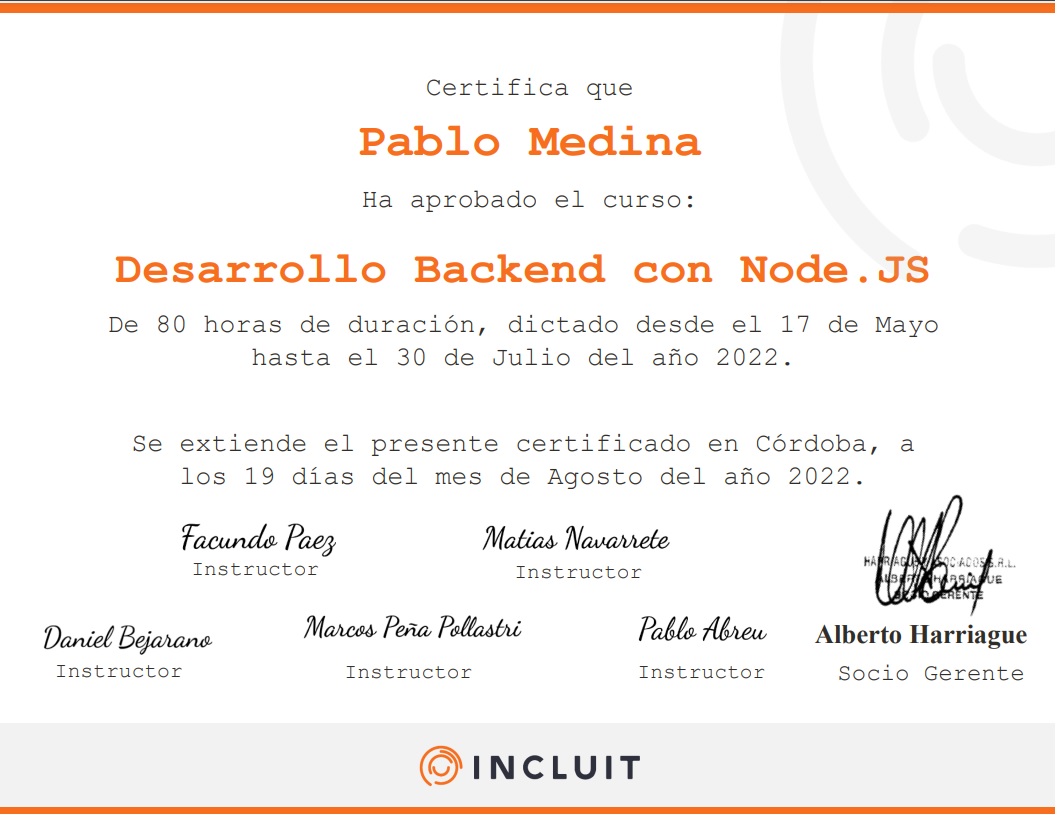 Certifica que
Pablo Medina
Ha aprobado el curso:
Desarrollo Backend con Node.JS
De 80 horas de duración, dictado desde el 17 de Mayo
hasta el 30 de Julio del año 2022.
Se extiende el presente certificado en Córdoba, a
los 19 días del mes de Agosto del año 2022.
Facundo Paez
Instructor
Matias Navarrete
Instructor
HARRIAGUE ASOCIADOS S.R.L.
ALBERTO HARRIAGUE
SOCIO GERENTE
Daniel Bejarano
Instructor
Marcos Peña Pollastri
Instructor
Pablo Abreu
Instructor
Alberto Harriague
Socio Gerente
INCLUIT